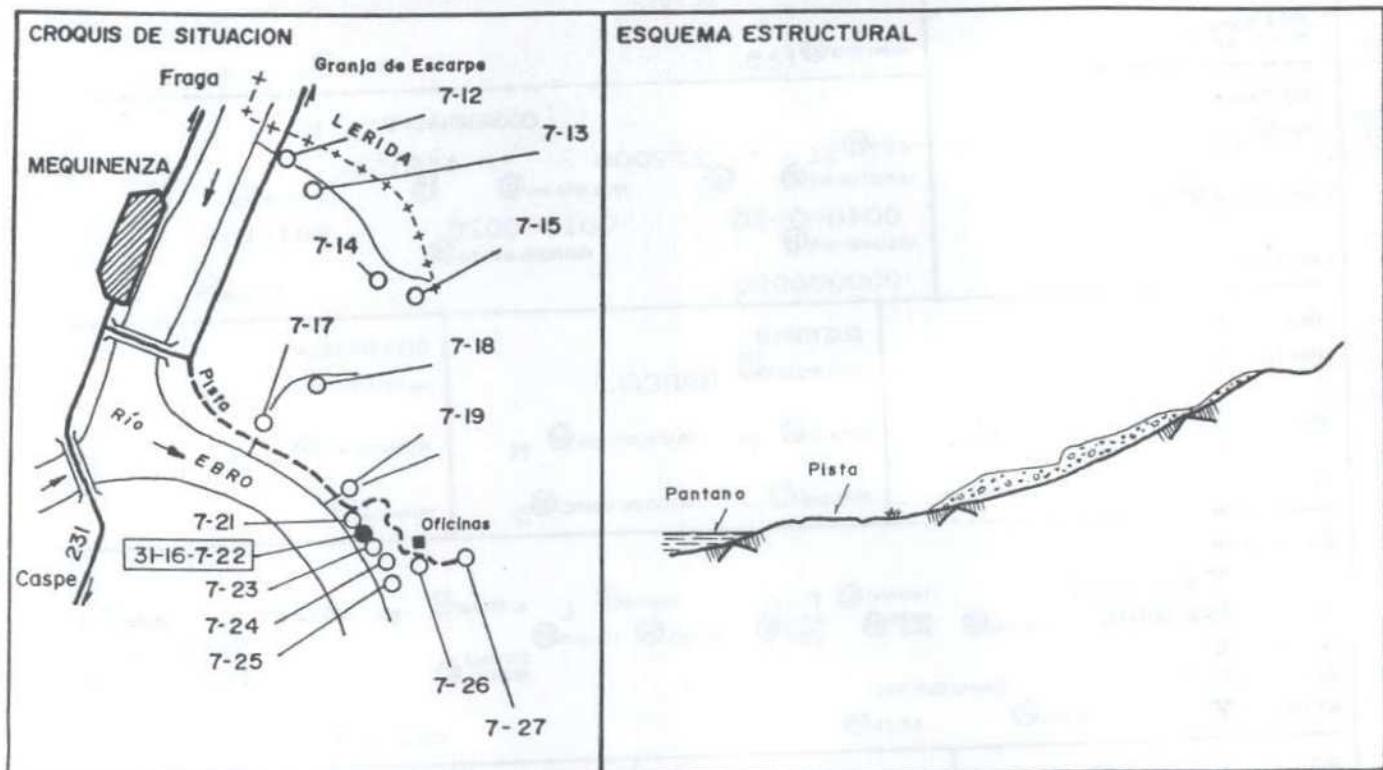 CROQUIS DE SITUACION
Fraga
Granja de Escarpe
7-12
7-13
LERIDA
MEQUINENZA
7-14
7-15
7-17
7-18
Pista
7-19
Río
EBRO
7-21
Oficinas
31-16-7-22
7-23
231
Caspe
7-24
7-25
7-26
7-27
ESQUEMA ESTRUCTURAL
Pista
Pantano